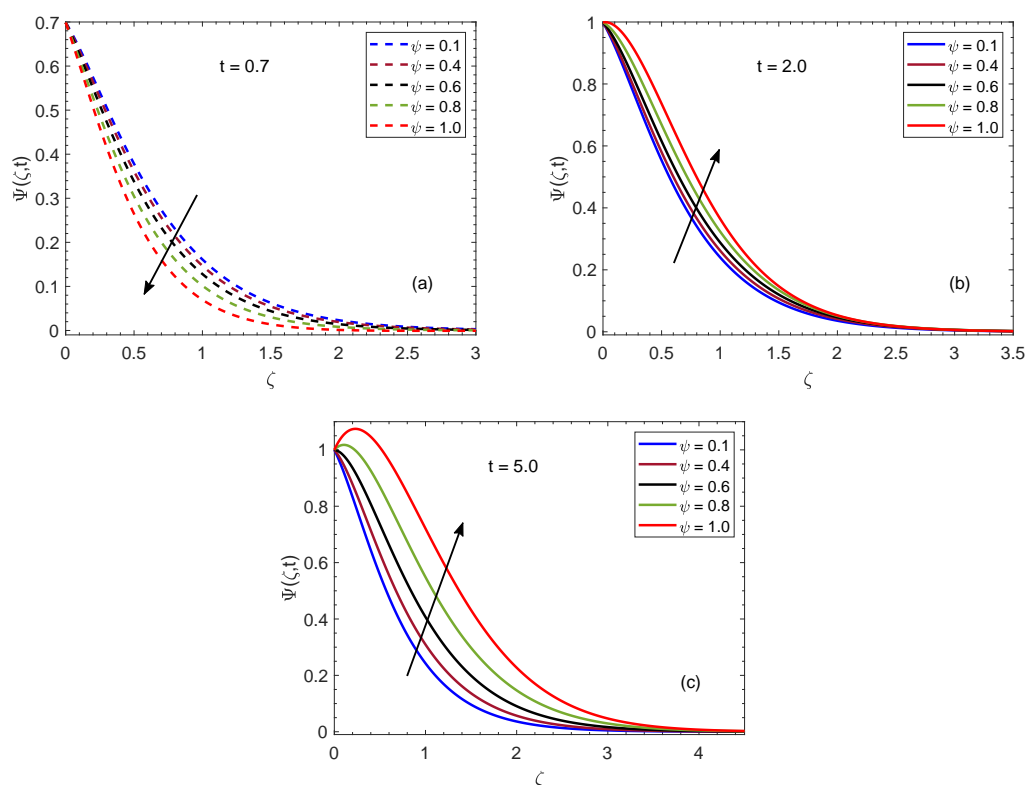 0.7
0.6
0.5
0.4
0.3
0.2
0.1
0
Ψ(ζ,t)
0 0.5 1 1.5 2 2.5 3
ζ
t = 0.7
ψ = 0.1
ψ = 0.4
ψ = 0.6
ψ = 0.8
ψ = 1.0
(a)
1
0.8
0.6
0.4
0.2
0
Ψ(ζ,t)
0 0.5 1 1.5 2 2.5 3 3.5
ζ
t = 2.0
ψ = 0.1
ψ = 0.4
ψ = 0.6
ψ = 0.8
ψ = 1.0
(b)
1
0.8
0.6
0.4
0.2
0
Ψ(ζ,t)
0 1 2 3 4
ζ
t = 5.0
ψ = 0.1
ψ = 0.4
ψ = 0.6
ψ = 0.8
ψ = 1.0
(c)